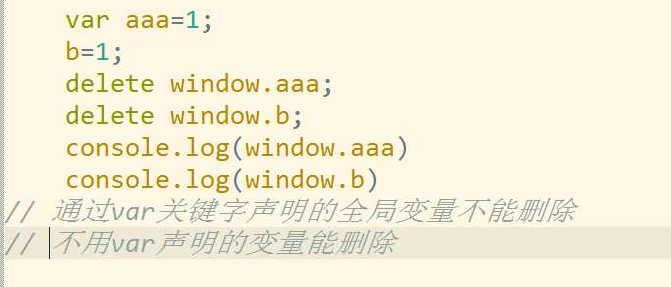 var aaa=1;
b=1;
delete window.aaa;
delete window.b;
console.log(window.aaa)
console.log(window.b)
// 通过var关键字声明的全局变量不能删除
// 不用var声明的变量能删除